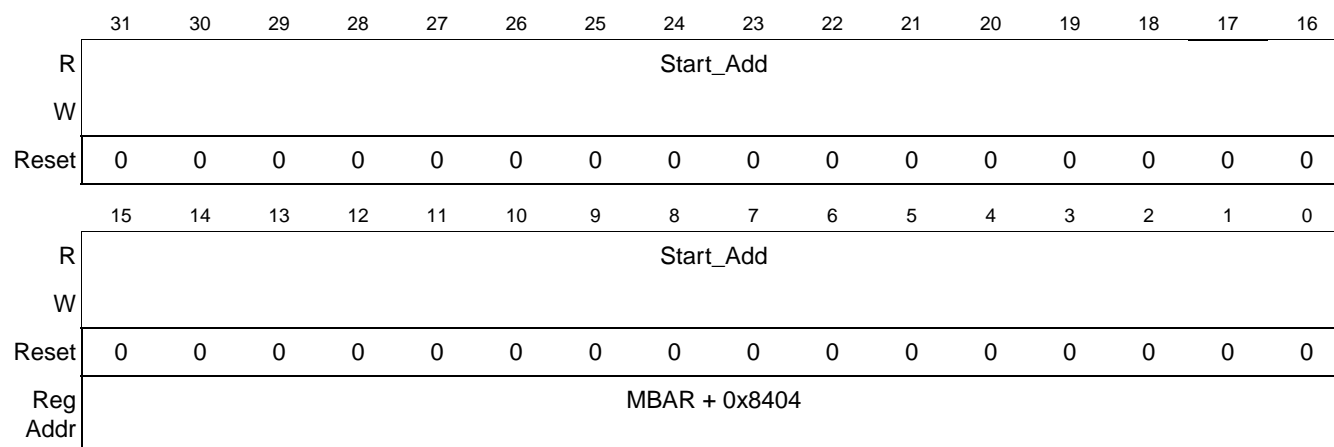 31 30 29 28 27 26 25 24 23 22 21 20 19 18 17 16
R Start_Add
W
Reset 0 0 0 0 0 0 0 0 0 0 0 0 0 0 0 0
15 14 13 12 11 10 9 8 7 6 5 4 3 2 1 0
R Start_Add
W
Reset 0 0 0 0 0 0 0 0 0 0 0 0 0 0 0 0
Reg MBAR + 0x8404
Addr